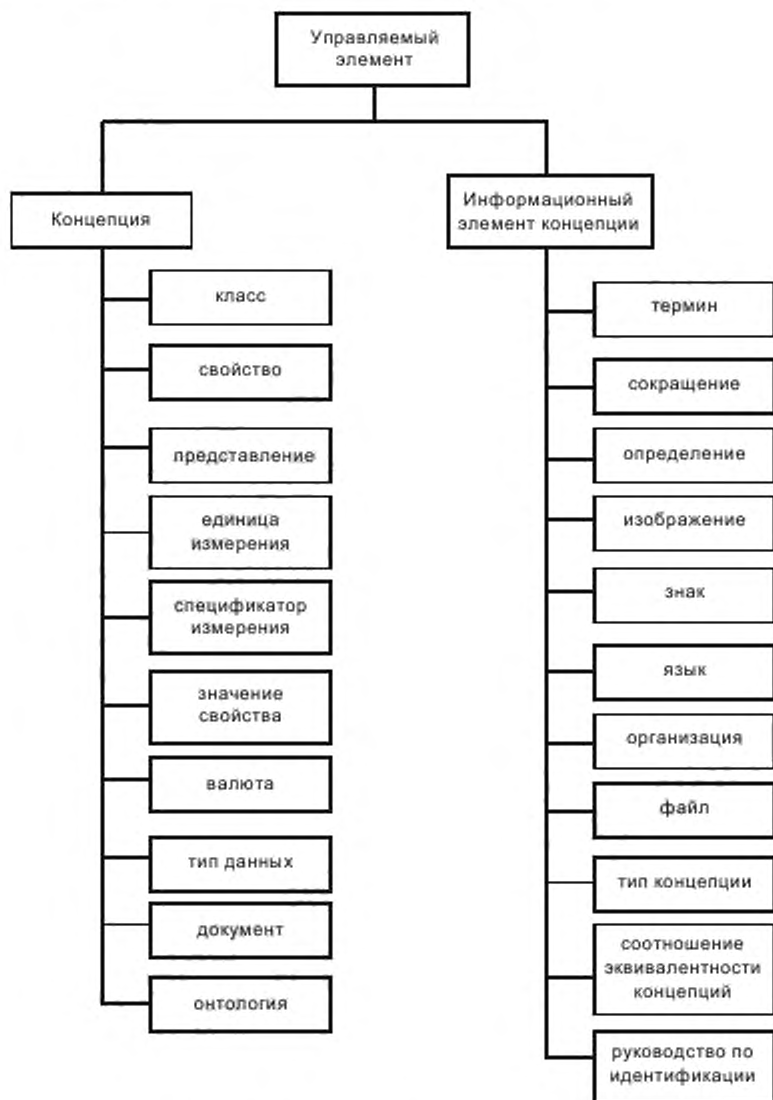 Управляемый
элемент
Концепция
Информационный
элемент концепции
класс
свойство
представление
единица
измерения
спецификатор
измерения
значение
свойства
валюта
тип данных
документ
онтология
термин
сокращение
определение
изображение
знак
язык
организация
файл
тип концепции
соотношение
эквивалентности
концепций
руководство по
идентификации